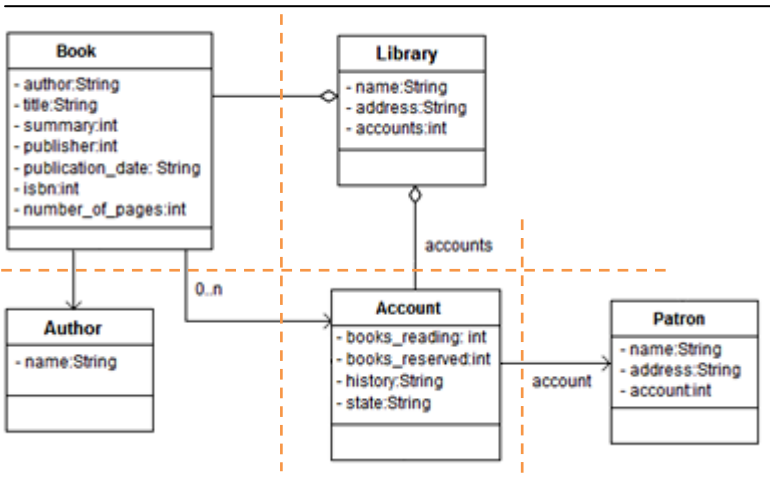 Book
- author:String
- title:String
- summary:int
- publisher:int
- publication_date: String
- isbn:int
- number_of_pages:int
Library
- name:String
- address:String
- accounts:int
accounts
0..n
Author
- name:String
Account
- books_reading: int
- books_reserved:int
- history:String
- state:String
account
Patron
- name:String
- address:String
- account:int